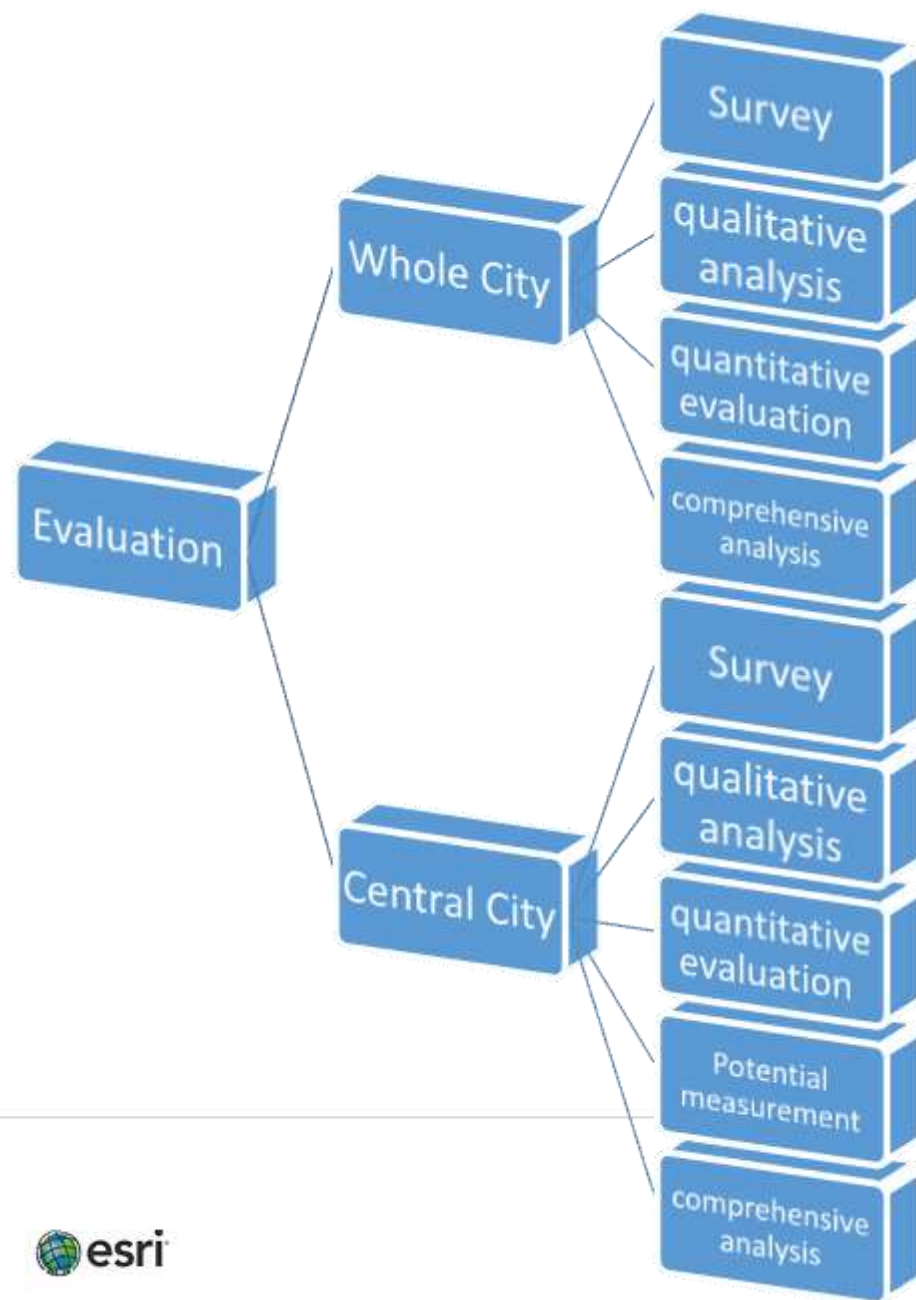 Evaluation
Whole City
Survey
qualitative
analysis
quantitative
evaluation
comprehensive
analysis
Central City
Survey
qualitative
analysis
quantitative
evaluation
Potential
measurement
comprehensive
analysis
esri